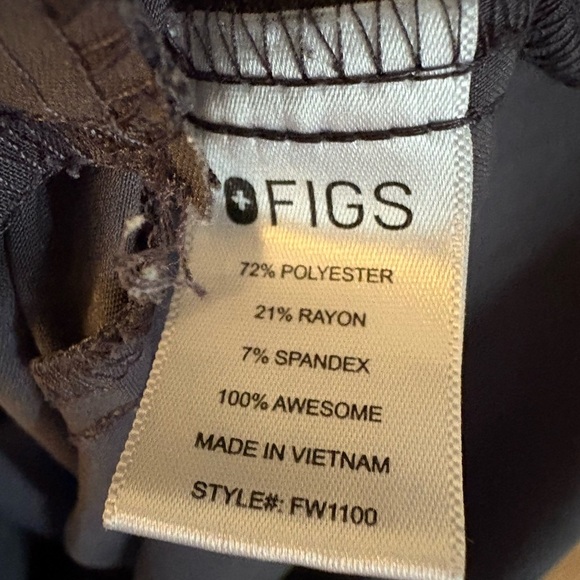 FIGS
72% POLYESTER
21% RAYON
7% SPANDEX
100% AWESOME
MADE IN VIETNAM
STYLE#: FW1100